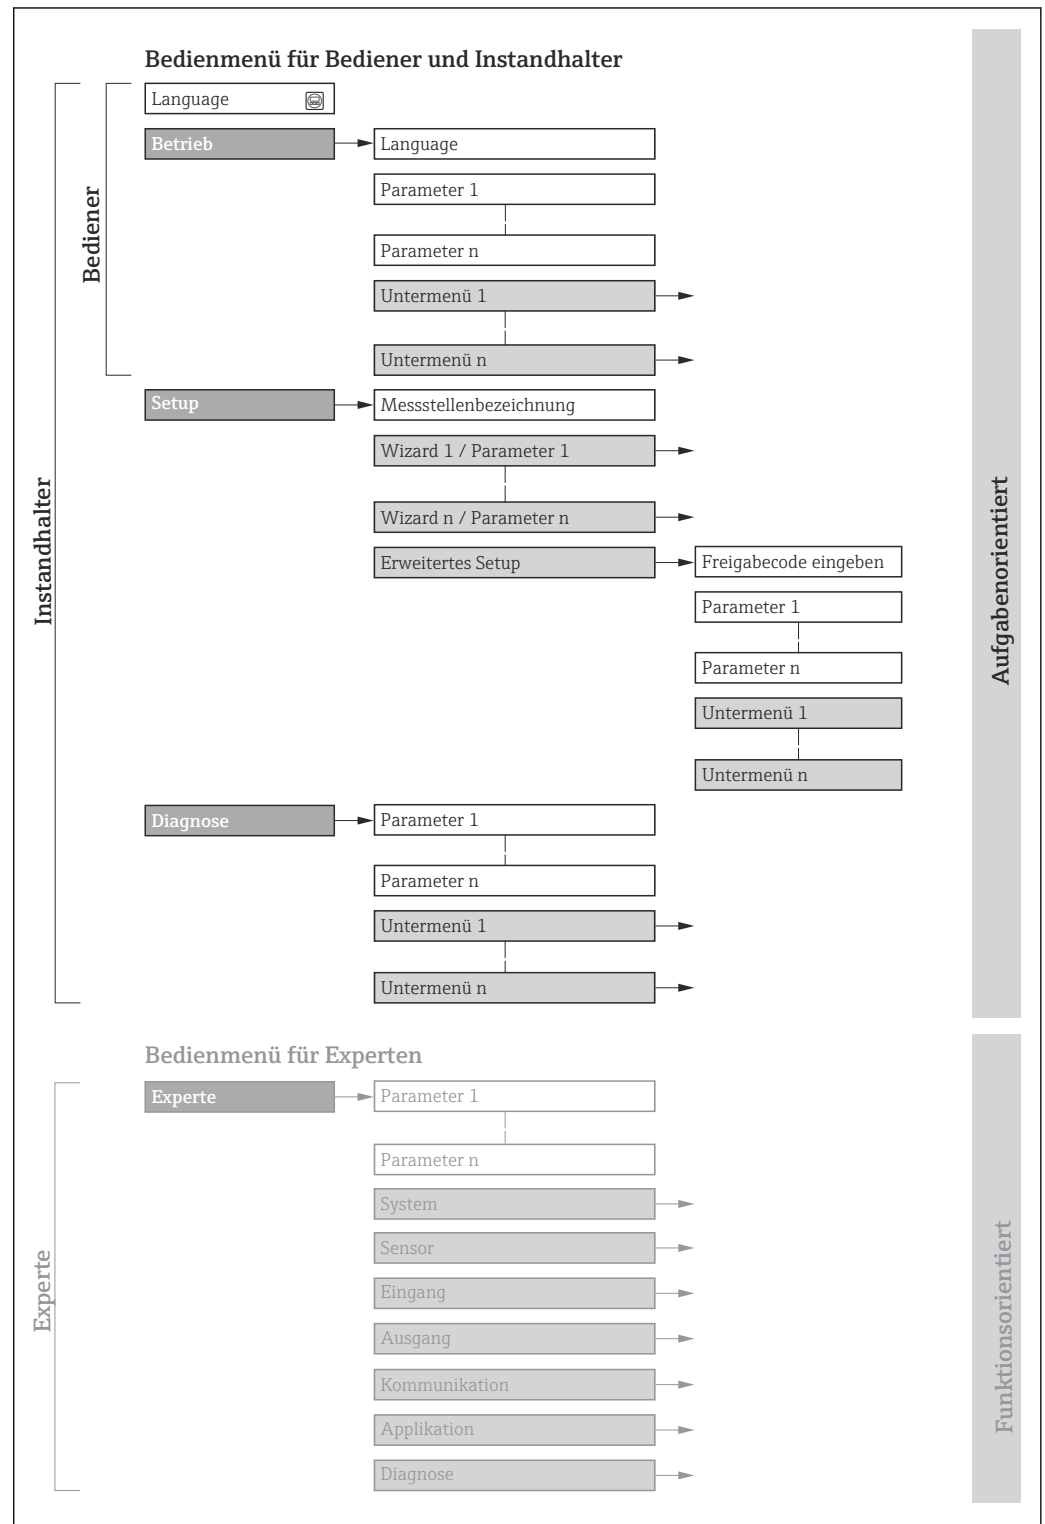 Bedienmenü für Bediener und Instandhalter
Language
Betrieb
Language
Parameter 1
Parameter n
Untermenü 1
Untermenü n
Bediener
Setup
Messstellenbezeichnung
Wizard 1 / Parameter 1
Wizard n / Parameter n
Erweitertes Setup
Freigabecode eingeben
Parameter 1
Parameter n
Untermenü 1
Untermenü n
Instandhalter
Aufgabenorientiert
Diagnose
Parameter 1
Parameter n
Untermenü 1
Untermenü n
Bedienmenü für Experten
Experte
Parameter 1
Parameter n
System
Sensor
Eingang
Ausgang
Kommunikation
Applikation
Diagnose
Experte
Funktionsorientiert